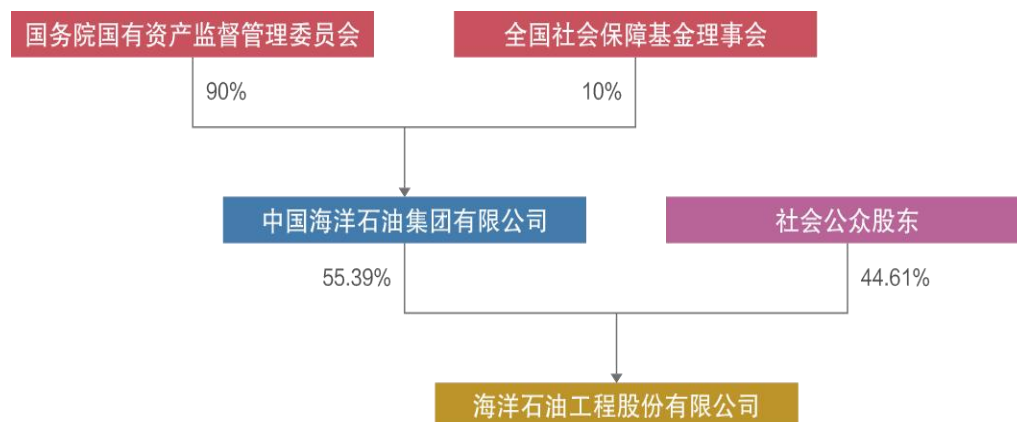 国务院国有资产监督管理委员会
全国社会保障基金理事会
90%
10%
中国海洋石油集团有限公司
社会公众股东
55.39%
44.61%
海洋石油工程股份有限公司